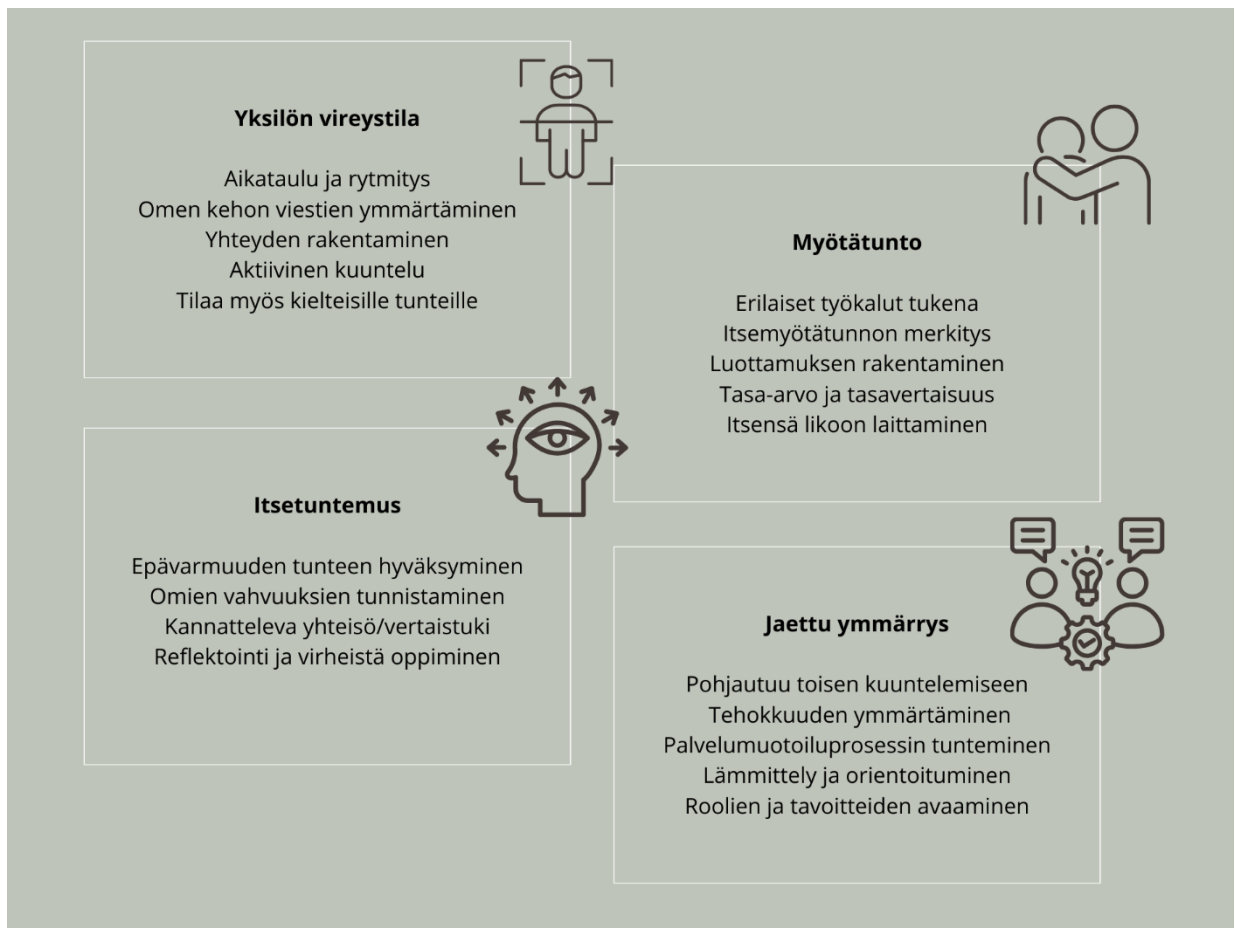 Yksilön vireystila
Aikataulu ja rytmitys
Omen kehon viestien ymmärtäminen
Yhteyden rakentaminen
Aktiivinen kuuntelu
Tilaa myös kielteisille tunteille
Myötätunto
Erilaiset työkalut tukena
Itsemyötätunnon merkitys
Luottamuksen rakentaminen
Tasa-arvo ja tasavertaisuus
Itsensä likoon laittaminen
Itsetuntemus
Epävarmuuden tunteen hyväksyminen
Omien vahvuuksien tunnistaminen
Kannatteleva yhteisö/vertaistuki
Reflektointi ja virheistä oppiminen
Jaettu ymmärrys
Pohjautuu toisen kuuntelemiseen
Tehokkuuden ymmärtäminen
Palvelumuotoiluprosessin tunteminen
Lämmittely ja orientoituminen
Roolien ja tavoitteiden avaaminen